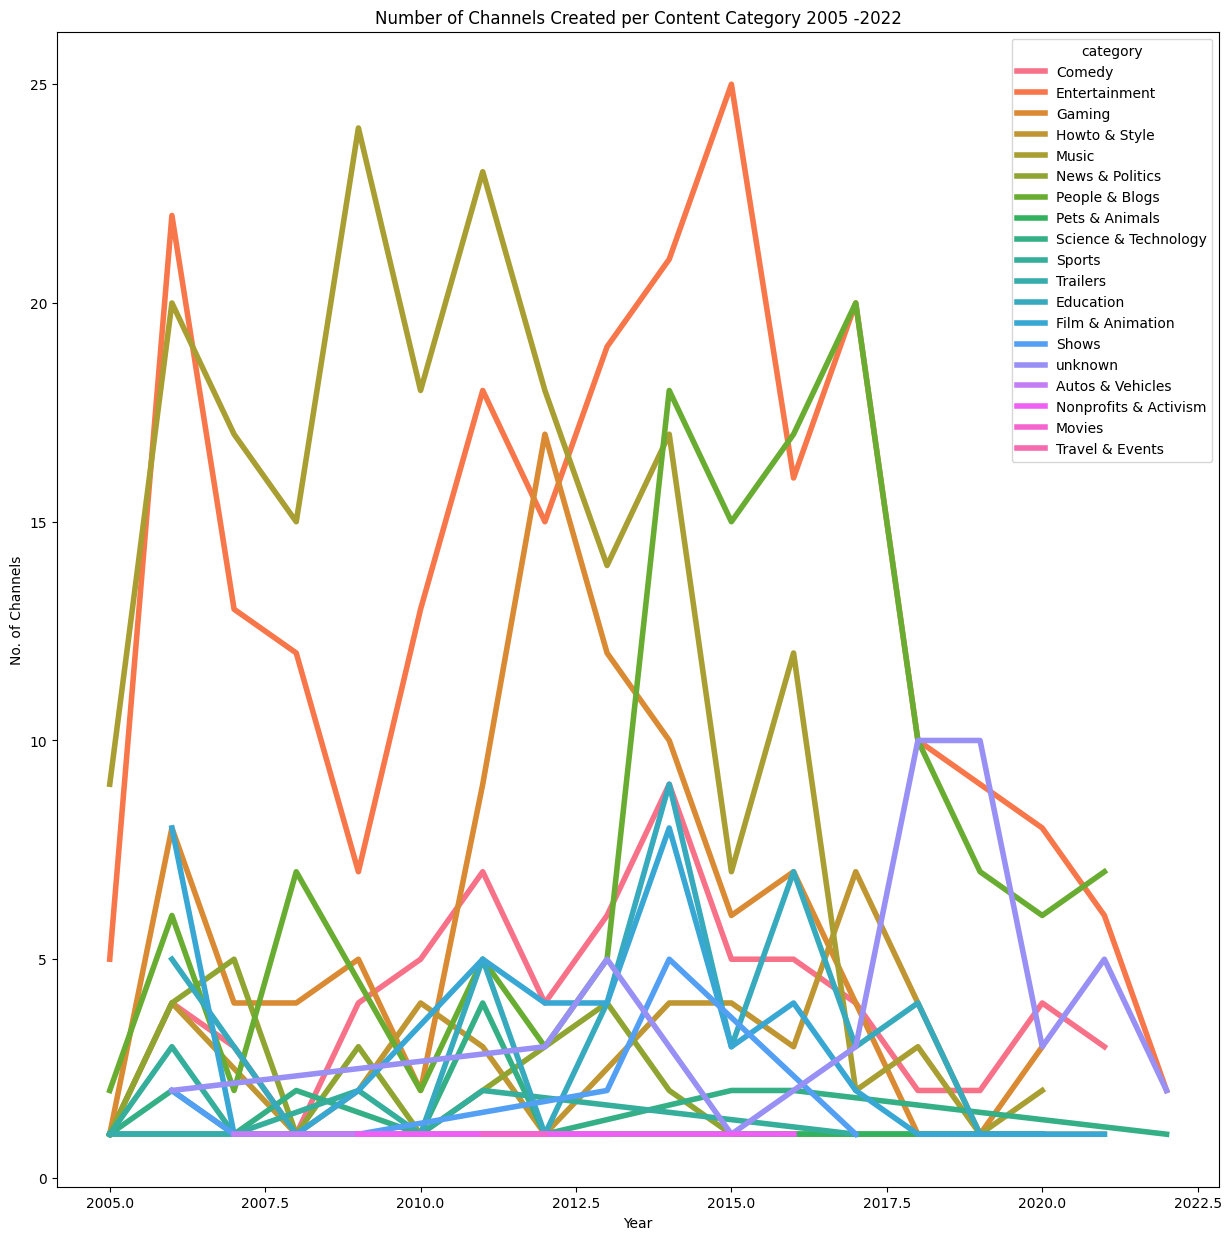 Number of Channels Created per Content Category 2005 -2022
category
Comedy
Entertainment
Gaming
Howto & Style
Music
News & Politics
People & Blogs
Pets & Animals
Science & Technology
Sports
Trailers
Education
Film & Animation
Shows
unknown
Autos & Vehicles
Nonprofits & Activism
Movies
Travel & Events
No. of Channels
25
20
15
10
5
0
2005.0 2007.5 2010.0 2012.5 2015.0 2017.5 2020.0 2022.5
Year